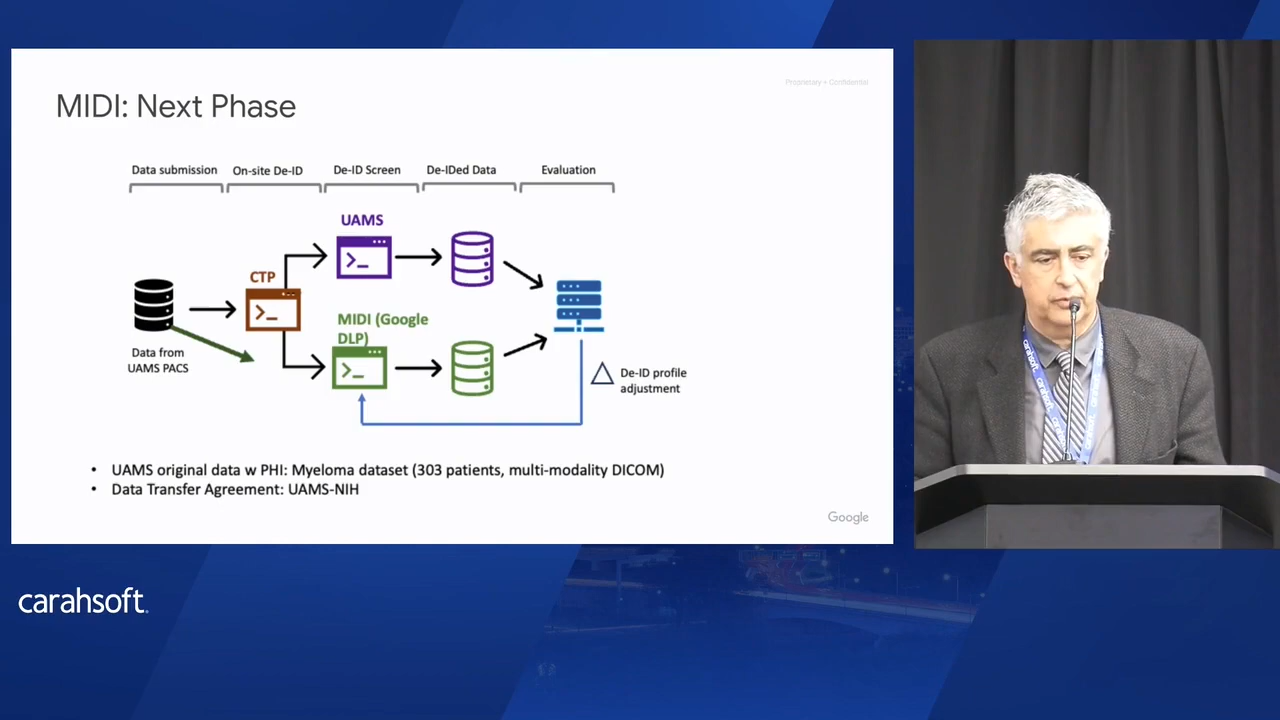 Proprietary + Confidential
MIDI: Next Phase
Data submission
On-site De-ID
De-ID Screen
De-IDed Data
Evaluation
UAMS
CTP
MIDI (Google
DLP)
Data from
UAMS PACS
De-ID profile
adjustment
• UAMS original data w PHI: Myeloma dataset (303 patients, multi-modality DICOM)
• Data Transfer Agreement: UAMS-NIH
Google
carahsoft.
carahsoft
carahsoft